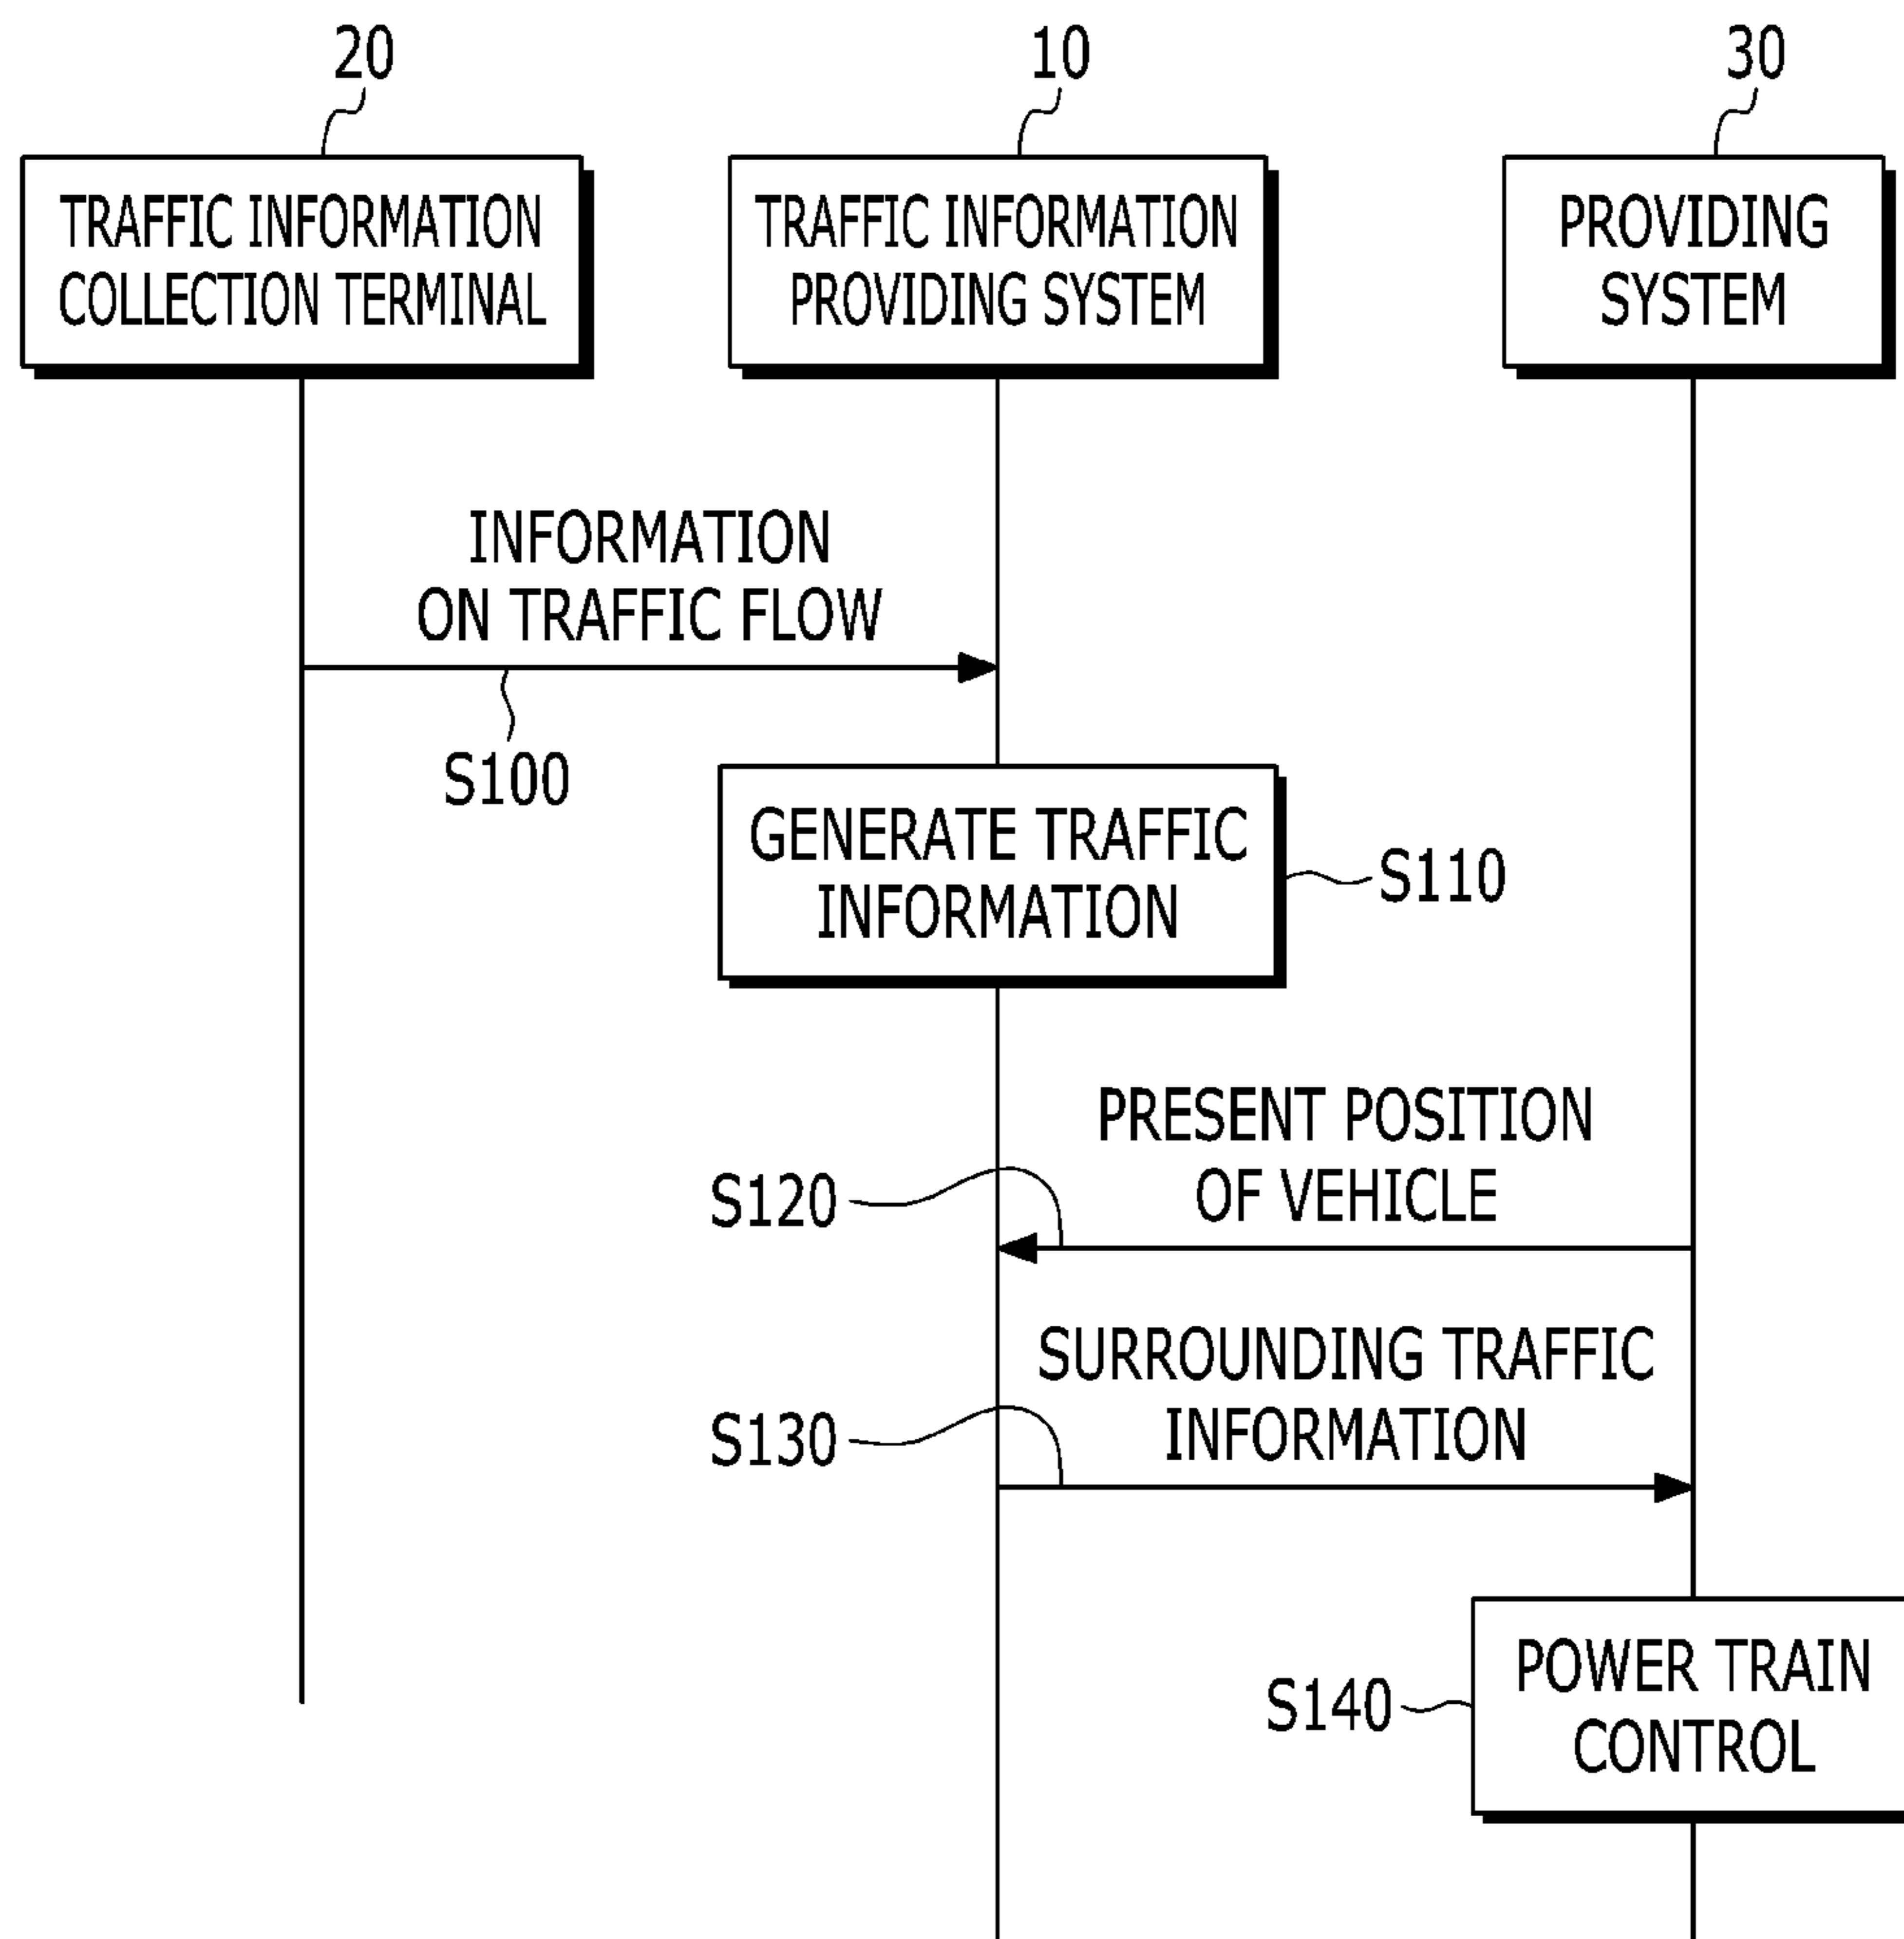 20
10
30
TRAFFIC INFORMATION
COLLECTION TERMINAL
TRAFFIC INFORMATION
PROVIDING SYSTEM
PROVIDING
SYSTEM
INFORMATION
ON TRAFFIC FLOW
S100
GENERATE TRAFFIC
INFORMATION
S110
PRESENT POSITION
OF VEHICLE
S120
SURROUNDING TRAFFIC
INFORMATION
S130
POWER TRAIN
CONTROL
S140